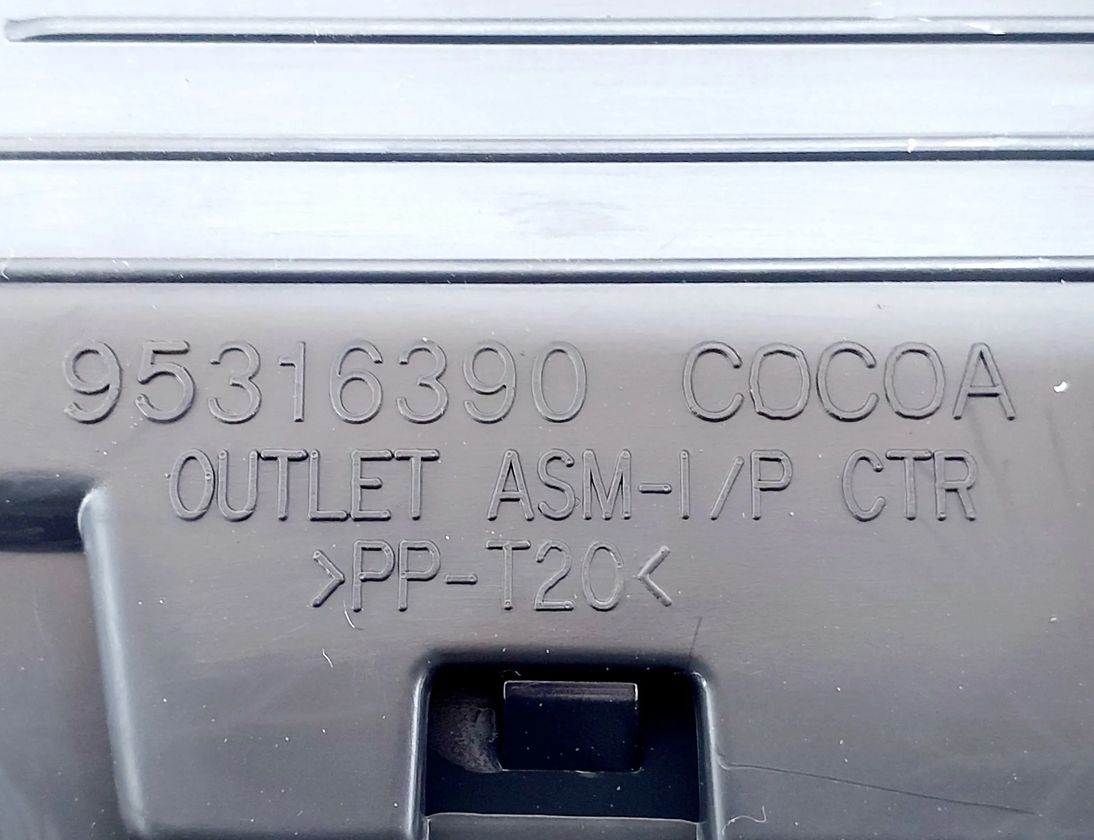 95316390 COCOA
OUTLET ASM-I/P CTR
>PP-T20<